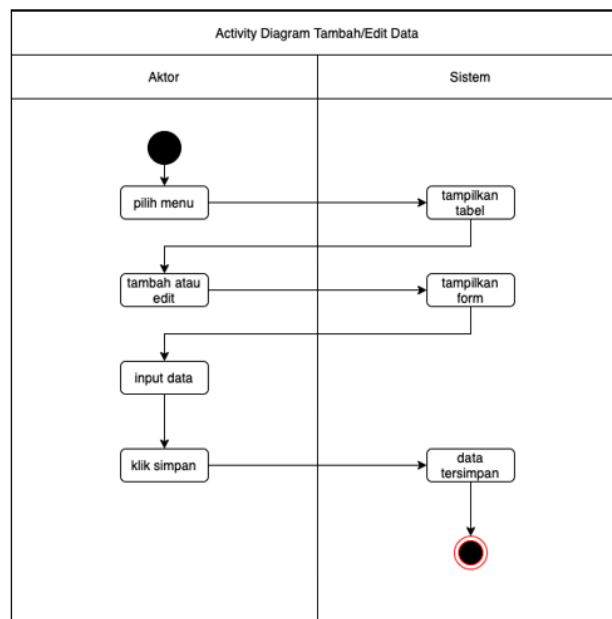 Activity Diagram Tambah/Edit Data
Aktor
Sistem
pilih menu
tampilkan
tabel
tambah atau
edit
tampilkan
form
input data
klik simpan
data
tersimpan